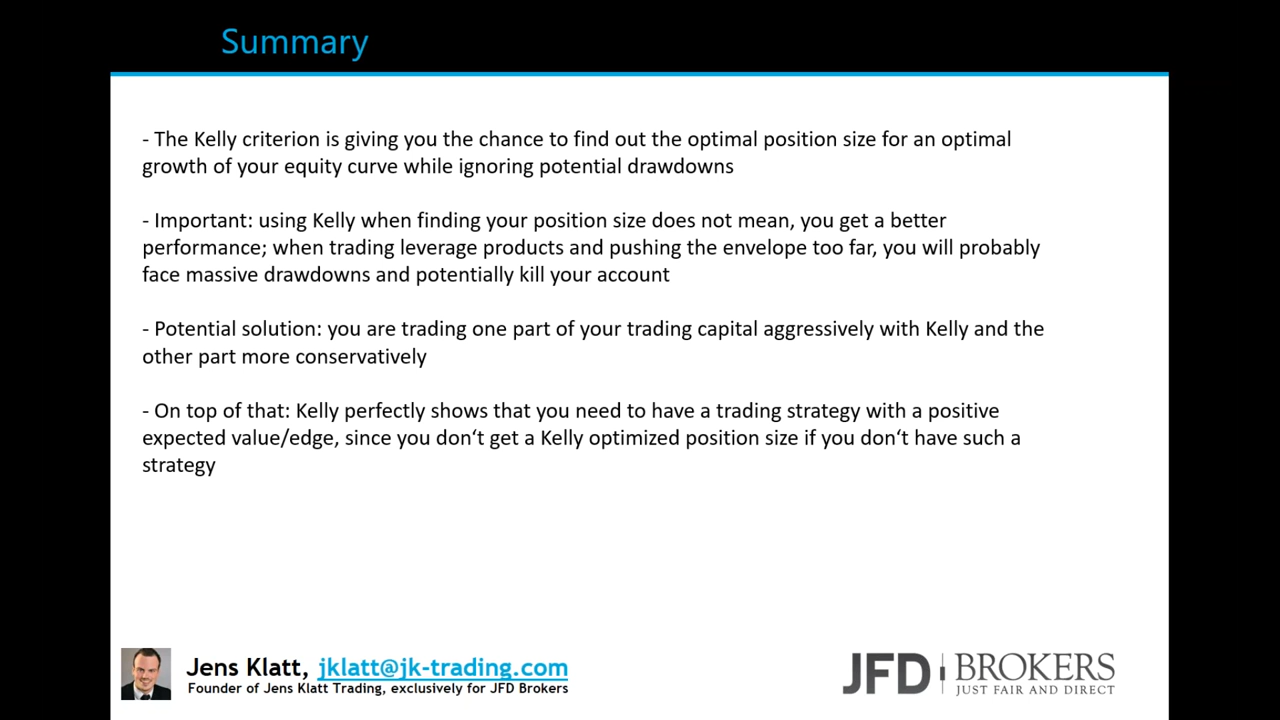 Summary
- The Kelly criterion is giving you the chance to find out the optimal position size for an optimal
growth of your equity curve while ignoring potential drawdowns
- Important: using Kelly when finding your position size does not mean, you get a better
performance; when trading leverage products and pushing the envelope too far, you will probably
face massive drawdowns and potentially kill your account
- Potential solution: you are trading one part of your trading capital aggressively with Kelly and the
other part more conservatively
- On top of that: Kelly perfectly shows that you need to have a trading strategy with a positive
expected value/edge, since you don‘t get a Kelly optimized position size if you don‘t have such a
strategy
Jens Klatt, jklatt@jk-trading.com
Founder of Jens Klatt Trading, exclusively for JFD Brokers
JFD BROKERS
JUST FAIR AND DIRECT